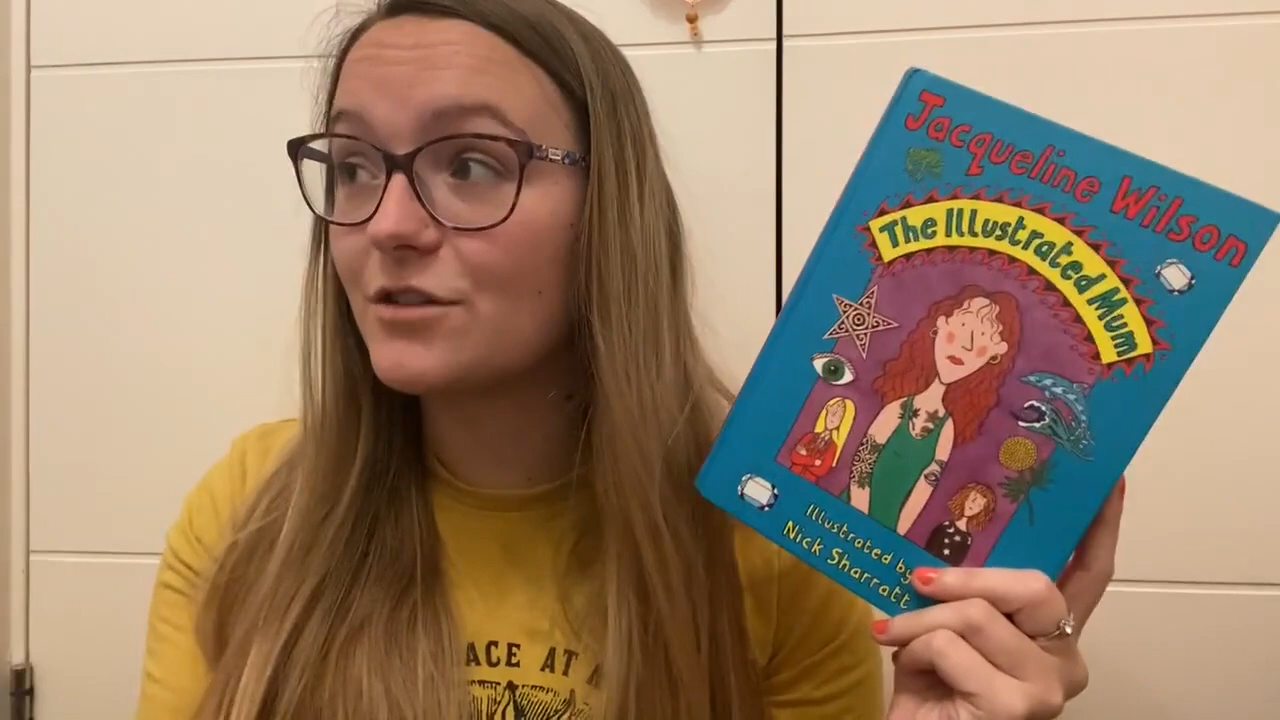 Jacqueline Wilson
The Illustrated Mum
Illustrated by
Nick Sharratt
ACE AT